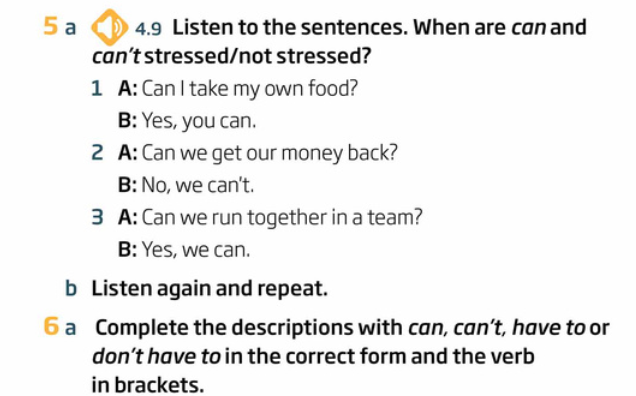 5 a 4.9 Listen to the sentences. When are can and
can't stressed/not stressed?
1 A: Can I take my own food?
B: Yes, you can.
2 A: Can we get our money back?
B: No, we can't.
3 A: Can we run together in a team?
B: Yes, we can.
b Listen again and repeat.
6 a Complete the descriptions with can, can't, have to or
don't have to in the correct form and the verb
in brackets.